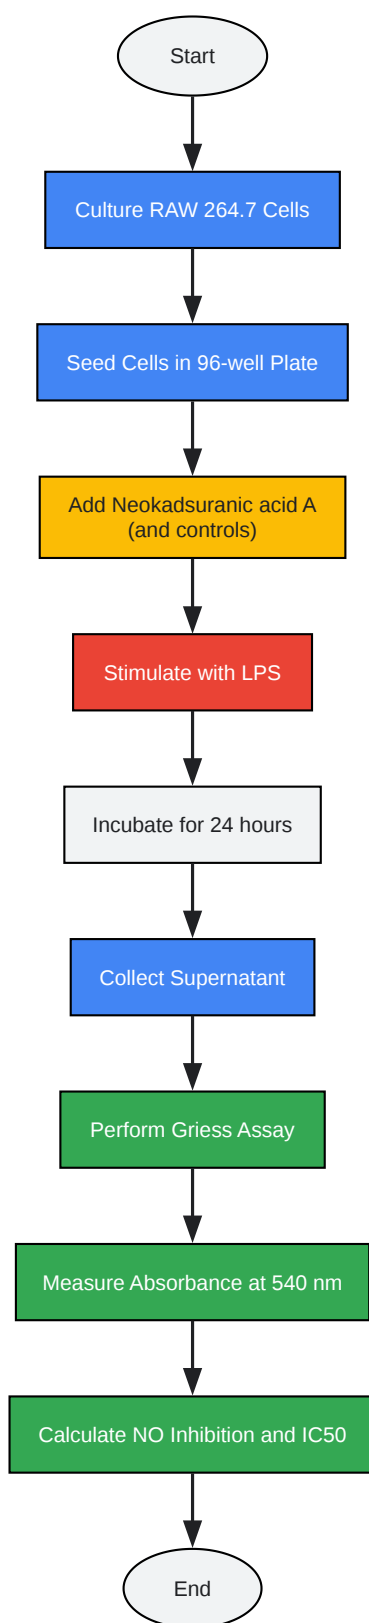 Start
Culture RAW 264.7 Cells
Seed Cells in 96-well Plate
Add Neokadsuranic acid A
(and controls)
Stimulate with LPS
Incubate for 24 hours
Collect Supernatant
Perform Griess Assay
Measure Absorbance at 540 nm
Calculate NO Inhibition and IC50
End